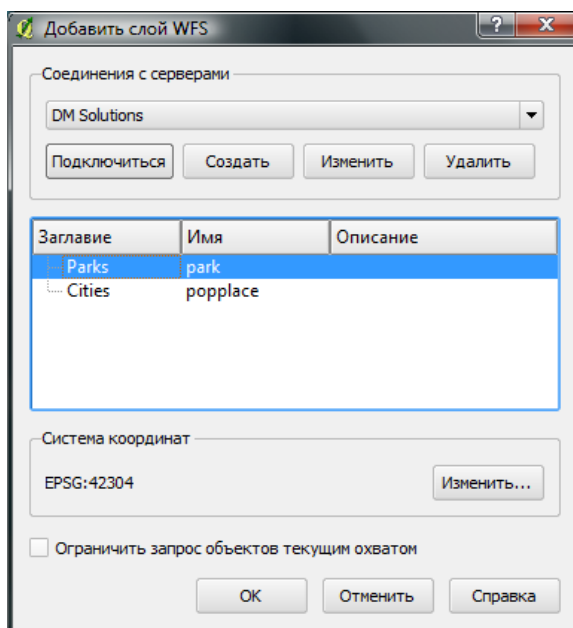 Добавить слой WFS
Соединения с серверами
DM Solutions
Подключиться Создать Изменить Удалить
Заглавие Имя Описание
Parks park
Cities popplace
Система координат
EPSG:42304 Изменить...
Ограничить запрос объектов текущим охватом
OK Отменить Справка